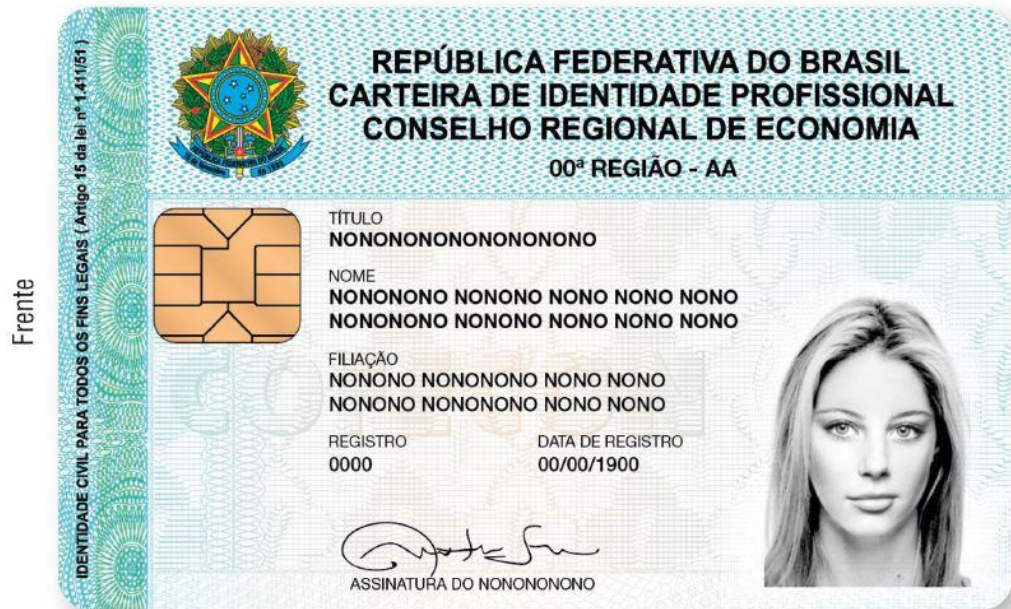 Frente
IDENTIDADE CIVIL PARA TODOS OS FINS LEGAIS ( Artigo 15 da lei nº 1.411/51 )
REPÚBLICA FEDERATIVA DO BRASIL
CARTEIRA DE IDENTIDADE PROFISSIONAL
CONSELHO REGIONAL DE ECONOMIA
00ª REGIÃO - AA
TÍTULO
NONONONONONONONONO
NOME
NONONONO NONONO NONO NONO NONO
NONONONO NONONO NONO NONO NONO
FILIAÇÃO
NONONO NONONONO NONO NONO
NONONO NONONONO NONO NONO
REGISTRO
0000
DATA DE REGISTRO
00/00/1900
ASSINATURA DO NONONONONO